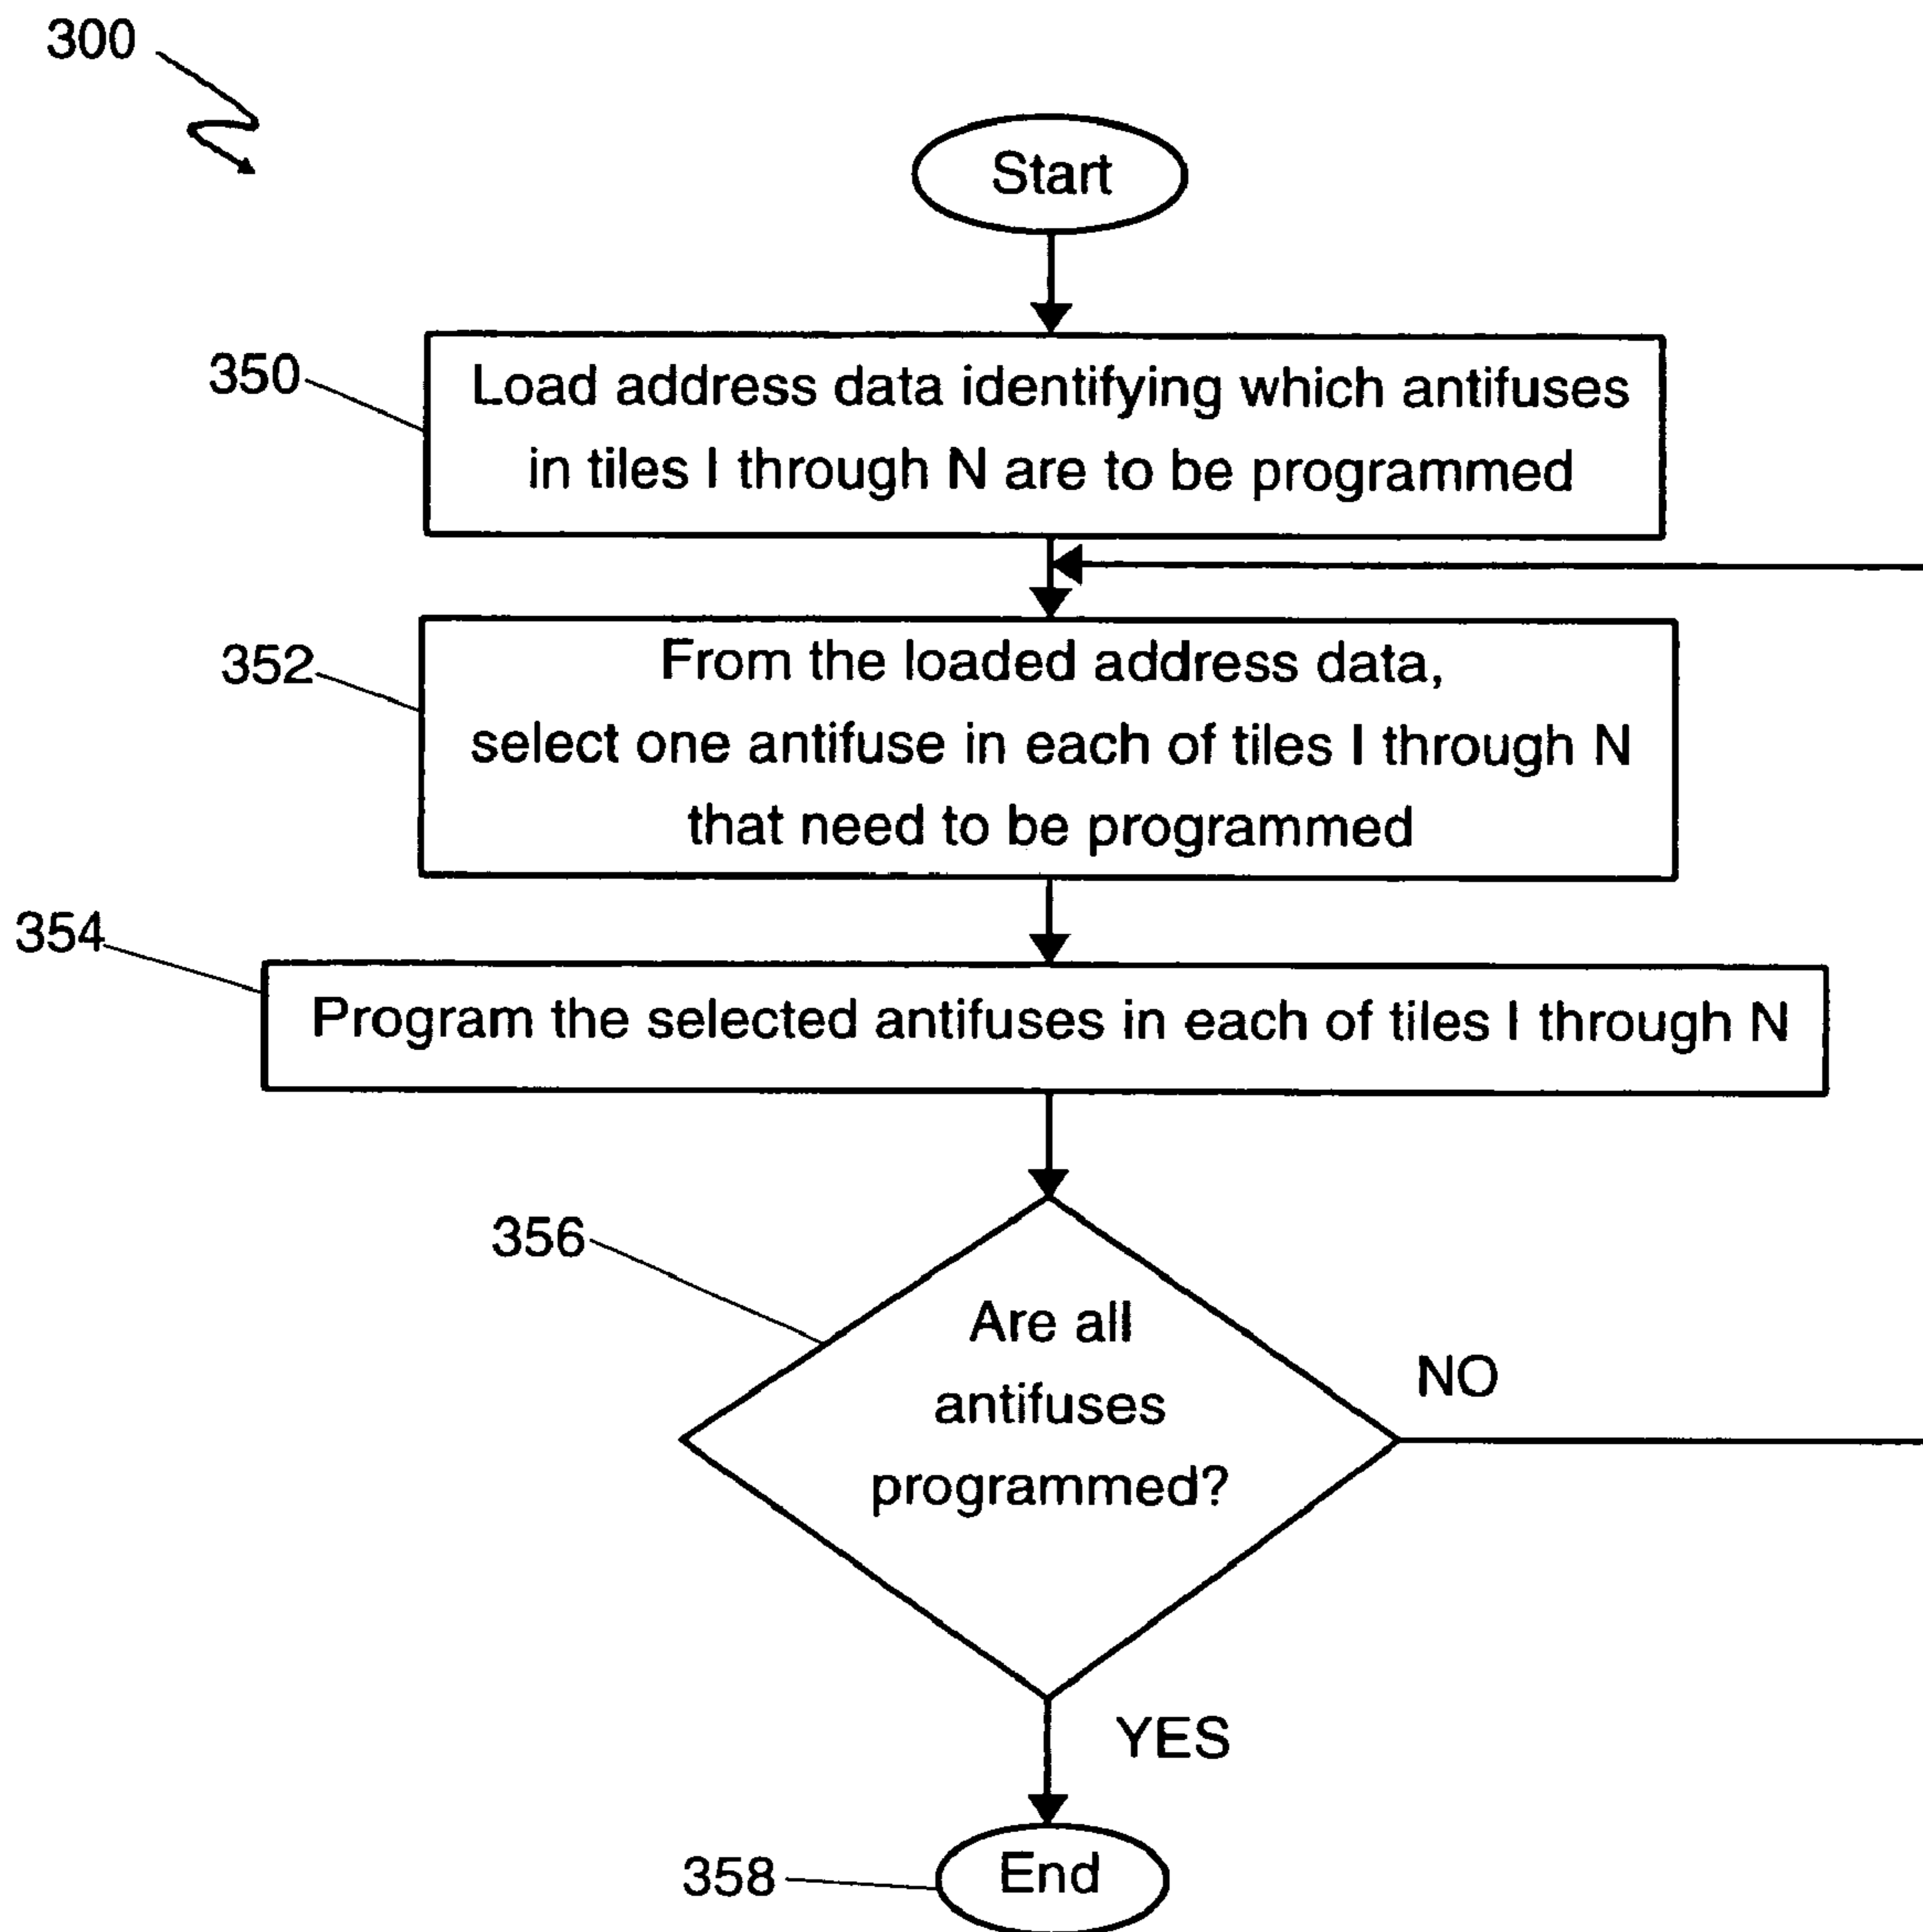 300
Start
350
Load address data identifying which antifuses
in tiles I through N are to be programmed
352
From the loaded address data,
select one antifuse in each of tiles I through N
that need to be programmed
354
Program the selected antifuses in each of tiles I through N
356
Are all
antifuses
programmed?
NO
YES
358
End